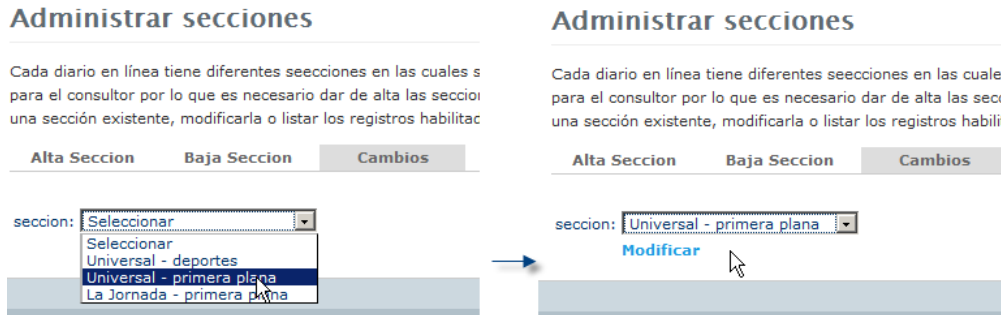 Administrar secciones
Cada diario en línea tiene diferentes seecciones en las cuales s
para el consultor por lo que es necesario dar de alta las seccio
una sección existente, modificarla o listar los registros habilitac
Alta Seccion Baja Seccion Cambios
seccion: Seleccionar
Seleccionar
Universal - deportes
Universal - primera plana
La Jornada - primera plana
Administrar secciones
Cada diario en línea tiene diferentes seecciones en las cuale
para el consultor por lo que es necesario dar de alta las secc
una sección existente, modificarla o listar los registros habili
Alta Seccion Baja Seccion Cambios
seccion: Universal - primera plana
Modificar